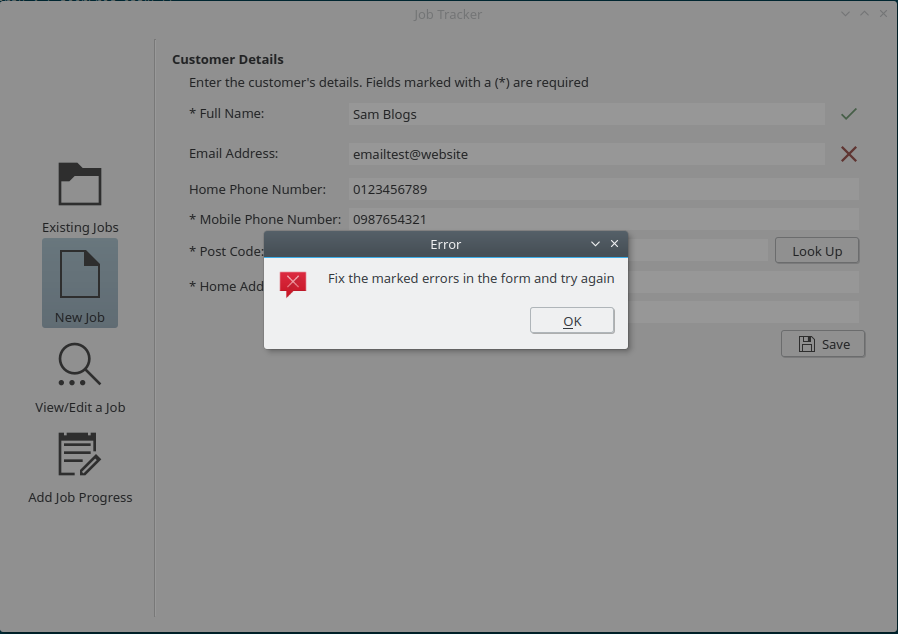 Job Tracker
Customer Details
Enter the customer's details. Fields marked with a (*) are required
* Full Name: Sam Blogs
Email Address: emailtest@website
Home Phone Number: 0123456789
* Mobile Phone Number: 0987654321
* Post Code: Look Up
* Home Add
Save
Existing Jobs
New Job
View/Edit a Job
Add Job Progress
Error
Fix the marked errors in the form and try again
OK